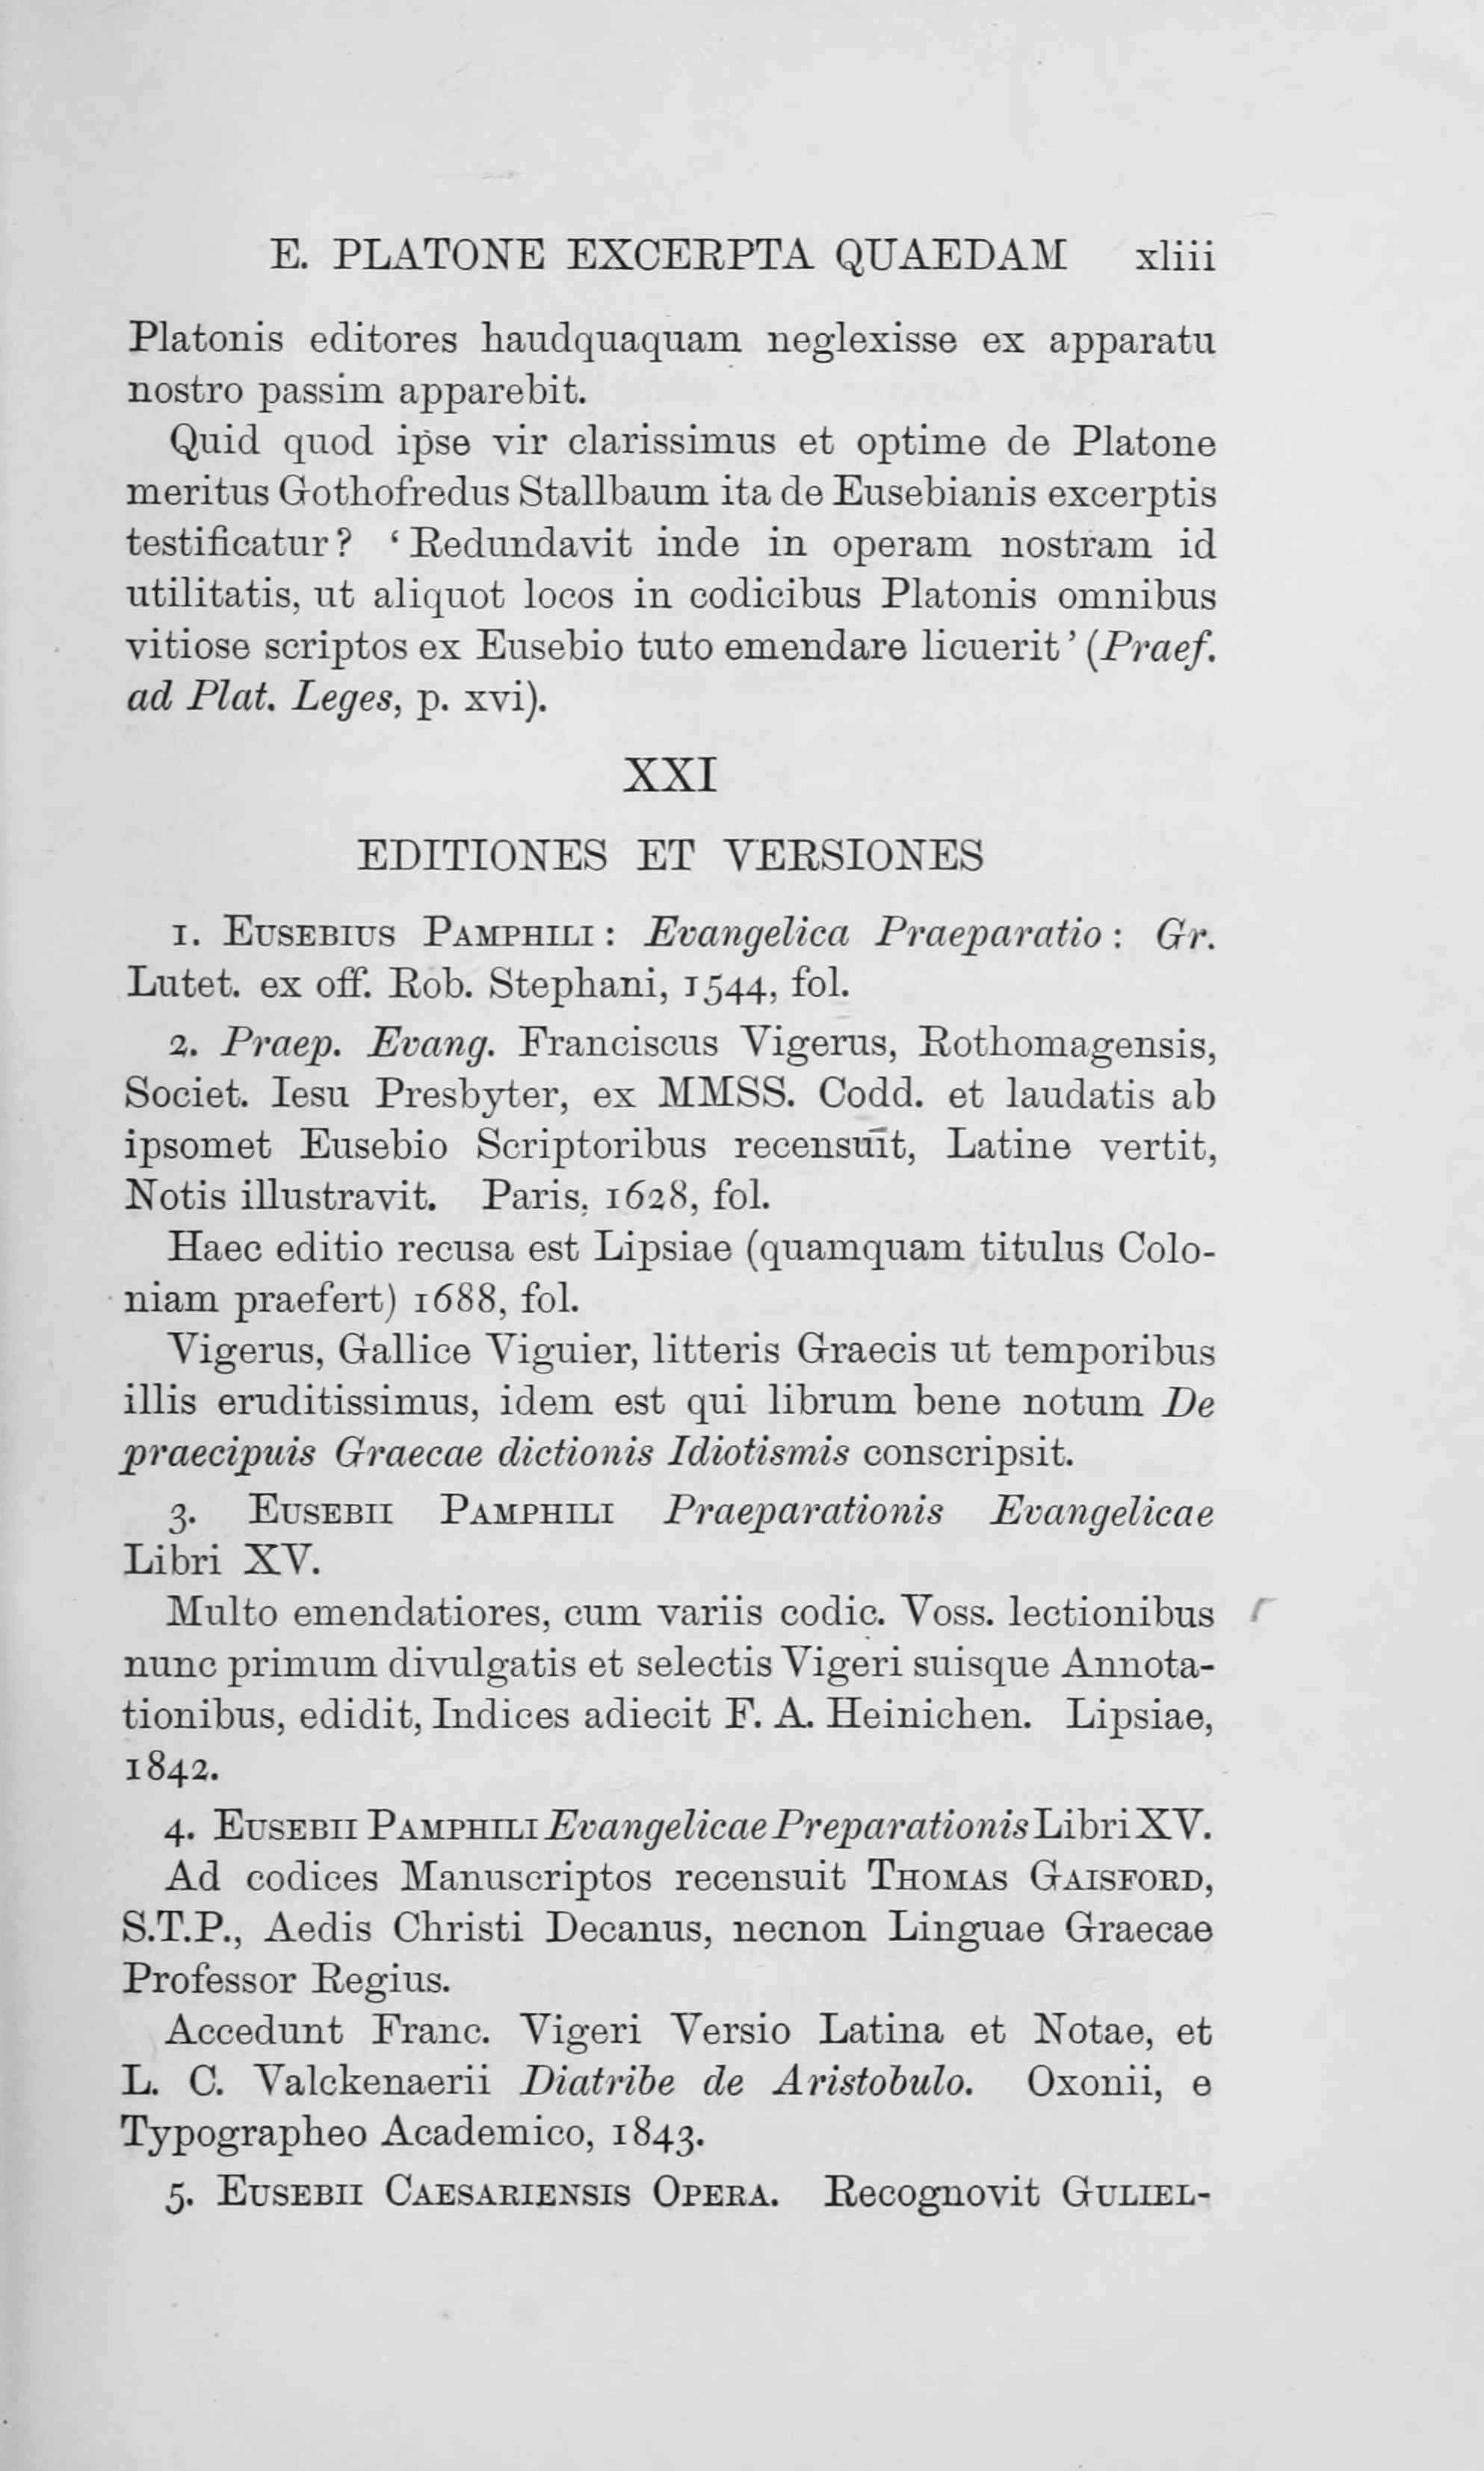 E. PLATONE EXCERPTA QUAEDAM xliii
Platonis editores haudquaquam neglexisse ex apparatu
nostro passim apparebit.
Quid quod ipse vir clarissimus et optime de Platone
meritus Gothofredus Stallbaum ita de Eusebianis excerptis
testificatur? ‘Redundavit inde in operam nostram id
utilitatis, ut aliquot locos in codicibus Platonis omnibus
vitiose scriptos ex Eusebio tuto emendare licuerit’ (Praef.
ad Plat. Leges, p. xvi).
XXI
EDITIONES ET VERSIONES
1. EUSEBIUS PAMPHILI: Evangelica Praeparatio: Gr.
Lutet. ex off. Rob. Stephani, 1544, fol.
2. Praep. Evang. Franciscus Vigerus, Rothomagensis,
Societ. Iesu Presbyter, ex MMSS. Codd. et laudatis ab
ipsomet Eusebio Scriptoribus recensuit, Latine vertit,
Notis illustravit. Paris, 1628, fol.
Haec editio recusa est Lipsiae (quamquam titulus Colo-
niam praefert) 1688, fol.
Vigerus, Gallice Viguier, litteris Graecis ut temporibus
illis eruditissimus, idem est qui librum bene notum De
praecipuis Graecae dictionis Idiotismis conscripsit.
3. EUSEBII PAMPHILI Praeparationis Evangelicae
Libri XV.
Multo emendatiores, cum variis codic. Voss. lectionibus
nunc primum divulgatis et selectis Vigeri suisque Annota-
tionibus, edidit, Indices adiecit F. A. Heinichen. Lipsiae,
1842.
4. EUSEBII PAMPHILI Evangelicae Preparationis Libri XV.
Ad codices Manuscriptos recensuit THOMAS GAISFORD,
S.T.P., Aedis Christi Decanus, necnon Linguae Graecae
Professor Regius.
Accedunt Franc. Vigeri Versio Latina et Notae, et
L. C. Valckenaerii Diatribe de Aristobulo. Oxonii, e
Typographeo Academico, 1843.
5. EUSEBII CAESARIENSIS OPERA. Recognovit GULIEL-